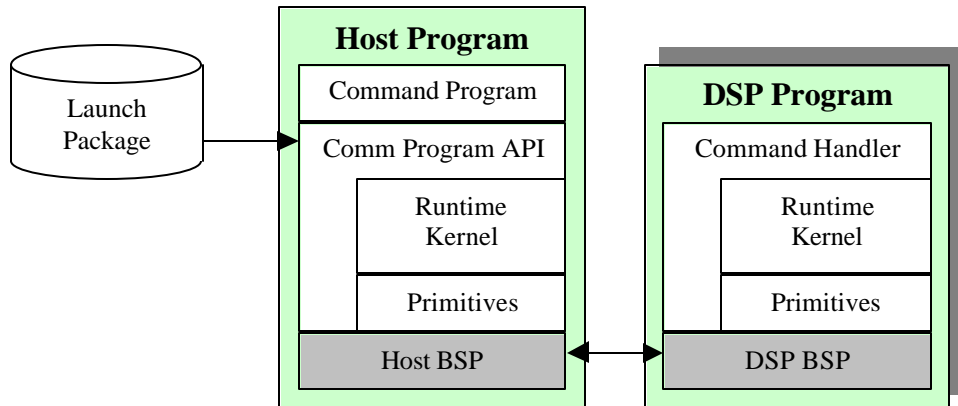 Launch
Package
Host Program
Command Program
Comm Program API
Runtime
Kernel
Primitives
Host BSP
DSP Program
Command Handler
Runtime
Kernel
Primitives
DSP BSP